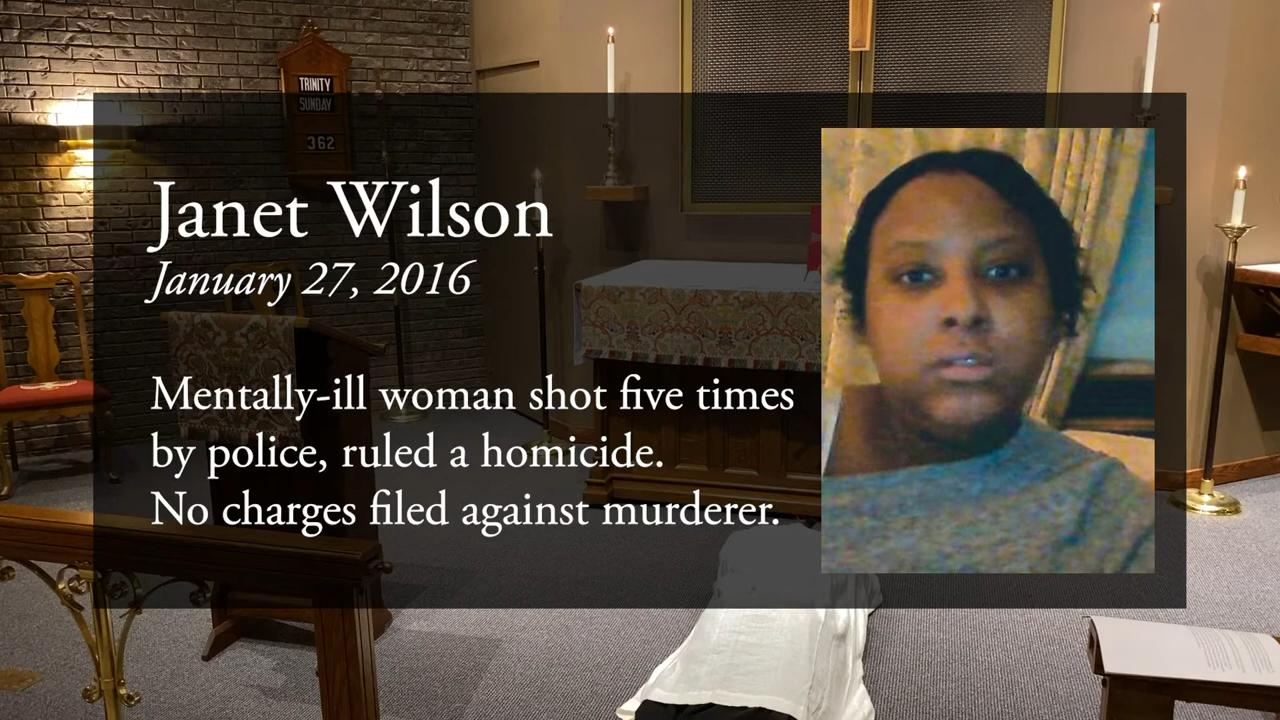 TRINITY
SUNDAY
362
Janet Wilson
January 27, 2016
Mentally-ill woman shot five times
by police, ruled a homicide.
No charges filed against murderer.